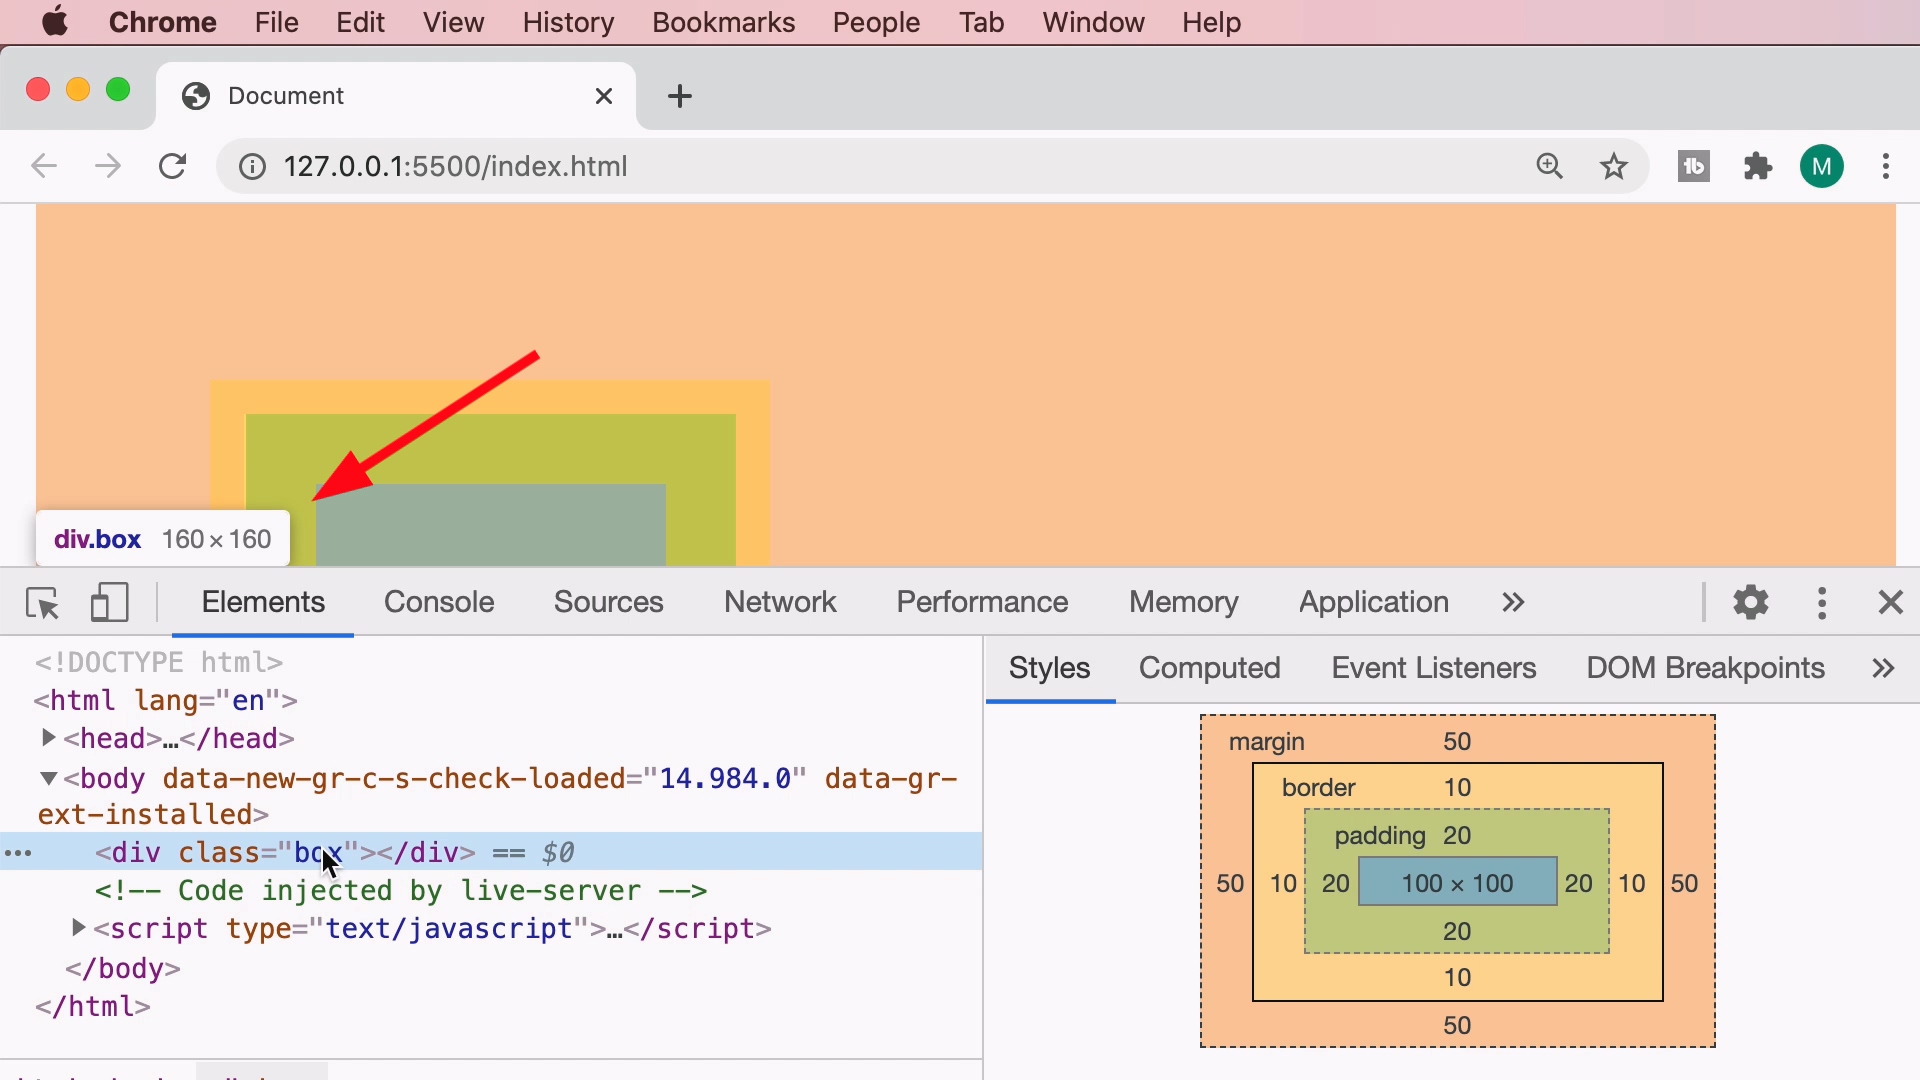 Chrome File Edit View History Bookmarks People Tab Window Help
Document
127.0.0.1:5500/index.html
M
div.box 160×160
Elements Console Sources Network Performance Memory Application »
<!DOCTYPE html>
<html lang="en">
<head>…</head>
<body data-new-gr-c-s-check-loaded="14.984.0" data-gr-
ext-installed>
<div class="box"></div> == $0
<!-- Code injected by live-server -->
<script type="text/javascript">…</script>
</body>
</html>
Styles Computed Event Listeners DOM Breakpoints »
margin 50
border 10
padding 20
50 10 20 100 × 100 20 10 50
20
10
50